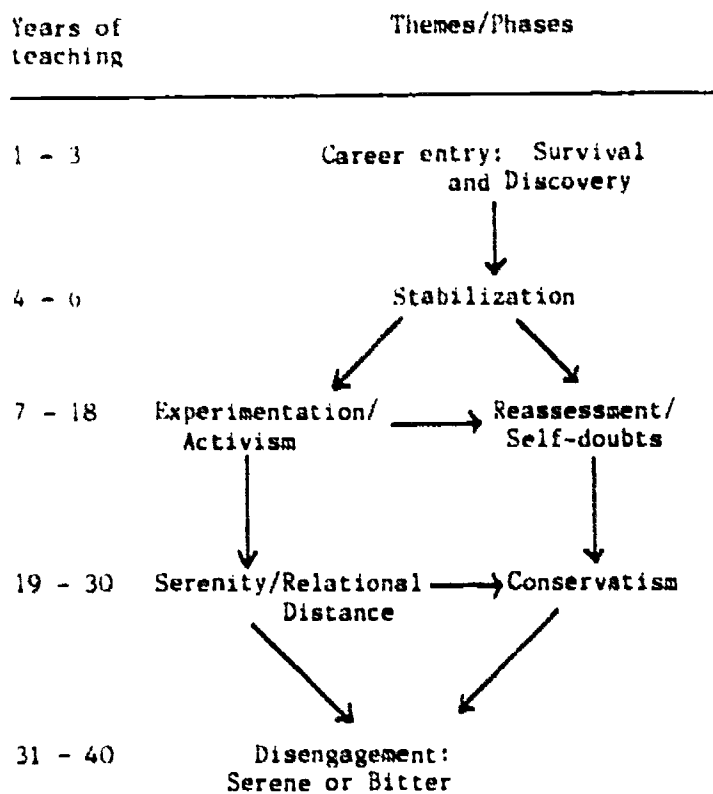 Years of teaching
Themes/Phases
1 - 3
Career entry: Survival
and Discovery
4 - 6
Stabilization
7 - 18
Experimentation/
Activism
Reassessment/
Self-doubts
19 - 30
Serenity/Relational
Distance
Conservatism
31 - 40
Disengagement:
Serene or Bitter